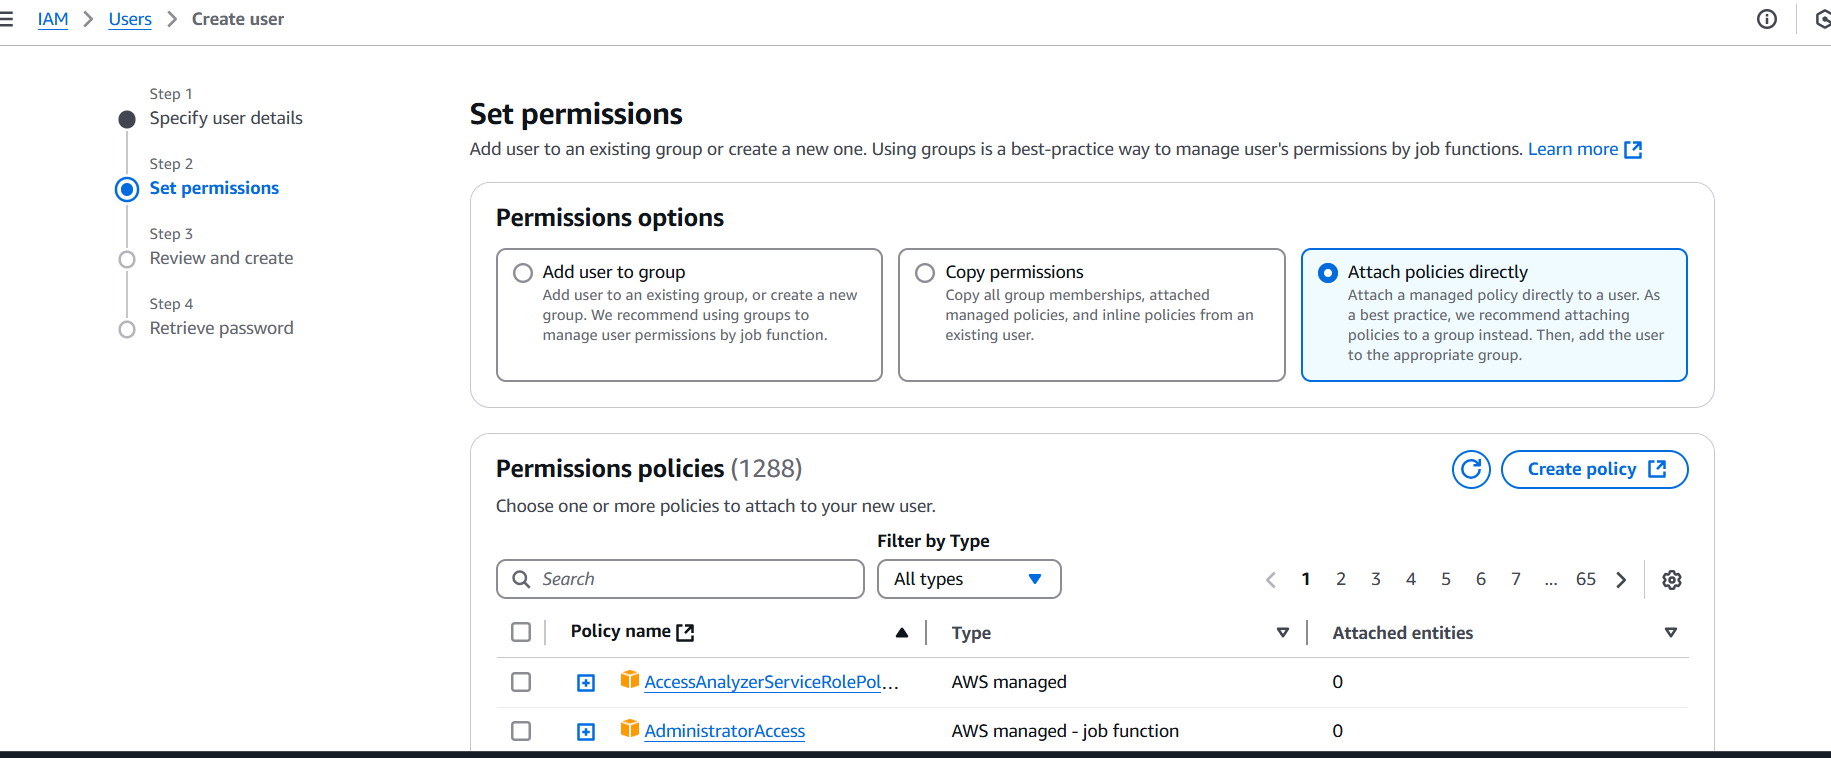 IAM > Users > Create user
Step 1
Specify user details
Step 2
Set permissions
Step 3
Review and create
Step 4
Retrieve password
Set permissions
Add user to an existing group or create a new one. Using groups is a best-practice way to manage user's permissions by job functions. Learn more
Permissions options
Add user to group
Add user to an existing group, or create a new
group. We recommend using groups to
manage user permissions by job function.
Copy permissions
Copy all group memberships, attached
managed policies, and inline policies from an
existing user.
Attach policies directly
Attach a managed policy directly to a user. As
a best practice, we recommend attaching
policies to a group instead. Then, add the user
to the appropriate group.
Permissions policies (1288)
Create policy
Choose one or more policies to attach to your new user.
Filter by Type
Search
All types
1 2 3 4 5 6 7 ... 65
Policy name Type Attached entities
AccessAnalyzerServiceRolePol... AWS managed 0
AdministratorAccess AWS managed - job function 0